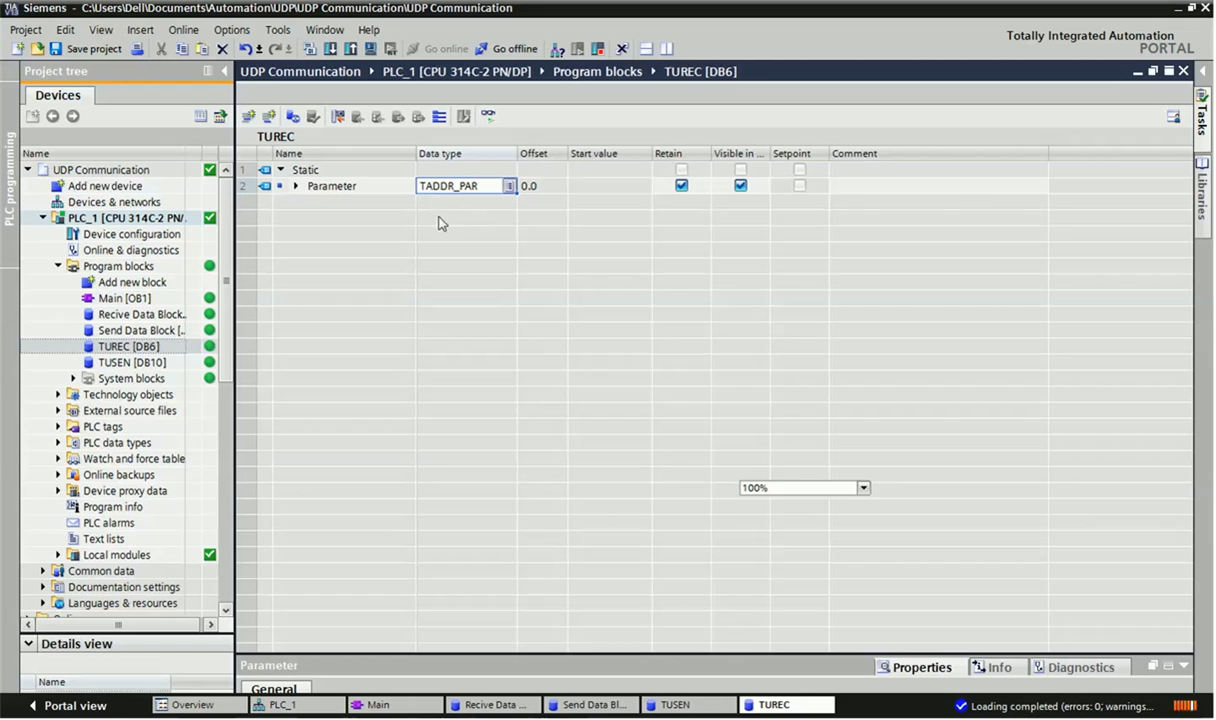 Siemens - C:\Users\Dell\Documents\Automation\UDP\UDP Communication\UDP Communication
Project Edit View Insert Online Options Tools Window Help
Totally Integrated Automation
PORTAL
Save project Go online Go offline
Project tree
UDP Communication PLC_1 [CPU 314C-2 PN/DP] Program blocks TUREC [DB6]
Devices
Tasks
Libraries
PLC programming
TUREC
Name
Name Data type Offset Start value Retain Visible in ... Setpoint Comment
1 Static
2 Parameter TADDR_PAR 0.0
UDP Communication
Add new device
Devices & networks
PLC_1 [CPU 314C-2 PN/.
Device configuration
Online & diagnostics
Program blocks
Add new block
Main [OB1]
Recive Data Block..
Send Data Block [..
TUREC [DB6]
TUSEN [DB10]
System blocks
Technology objects
External source files
PLC tags
PLC data types
Watch and force table
Online backups
Device proxy data
Program info
PLC alarms
Text lists
Local modules
Common data
Documentation settings
Languages & resources
100%
Details view
Name
Parameter
Properties Info Diagnostics
General
Portal view Overview PLC_1 Main Recive Data ... Send Data Bl... TUSEN TUREC
Loading completed (errors: 0; warnings...